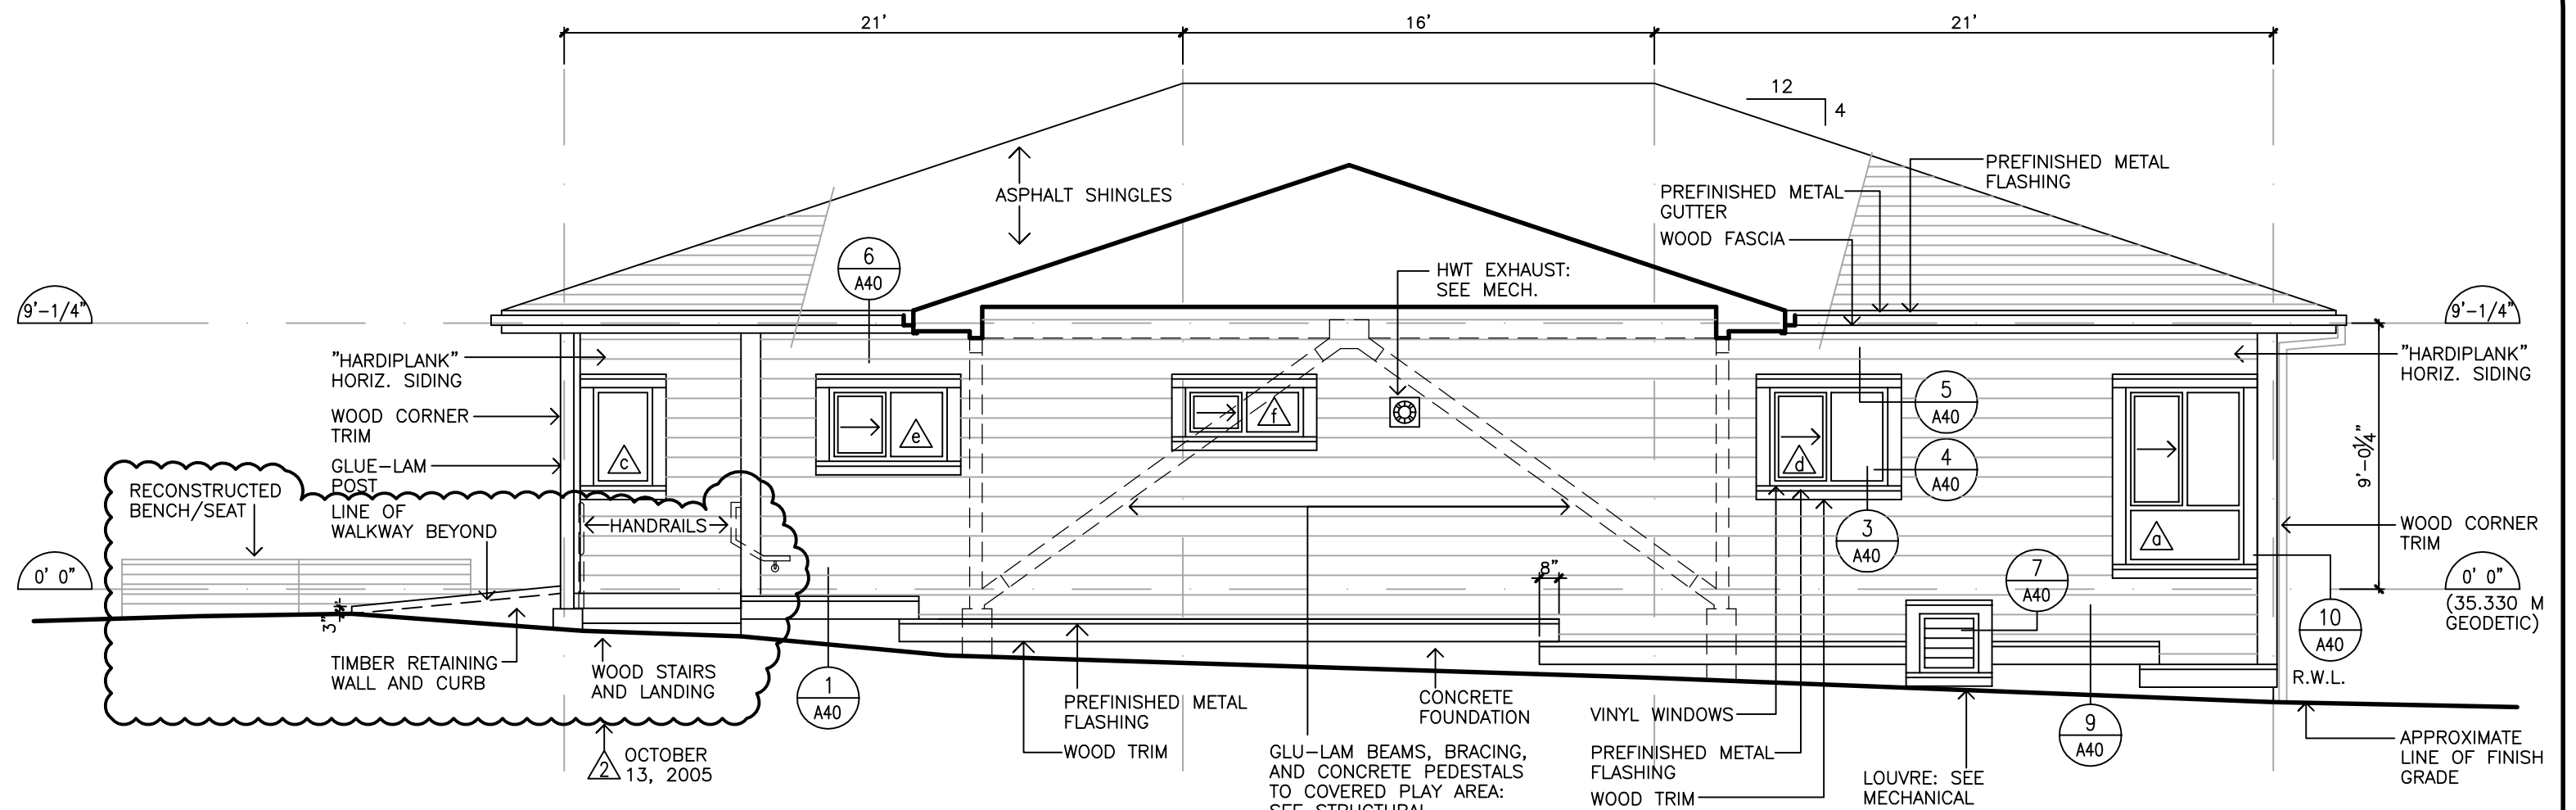 21'
16'
21'
12
4
PREFINISHED METAL
FLASHING
PREFINISHED METAL
GUTTER
WOOD FASCIA
ASPHALT SHINGLES
6
A40
HWT EXHAUST:
SEE MECH.
9'-1/4"
9'-1/4"
"HARDIPLANK"
HORIZ. SIDING
"HARDIPLANK"
HORIZ. SIDING
WOOD CORNER
TRIM
GLUE-LAM
POST
LINE OF
WALKWAY BEYOND
RECONSTRUCTED
BENCH/SEAT
HANDRAILS
c
e
f
d
a
5
A40
4
A40
3
A40
9'-0¼"
WOOD CORNER
TRIM
0' 0"
0' 0"
(35.330 M
GEODETIC)
8"
7
A40
10
A40
3"
TIMBER RETAINING
WALL AND CURB
WOOD STAIRS
AND LANDING
1
A40
PREFINISHED METAL
FLASHING
WOOD TRIM
CONCRETE
FOUNDATION
R.W.L.
VINYL WINDOWS
PREFINISHED METAL
FLASHING
WOOD TRIM
9
A40
2
OCTOBER
13, 2005
GLU-LAM BEAMS, BRACING,
AND CONCRETE PEDESTALS
TO COVERED PLAY AREA:
SEE STRUCTURAL
LOUVRE: SEE
MECHANICAL
APPROXIMATE
LINE OF FINISH
GRADE